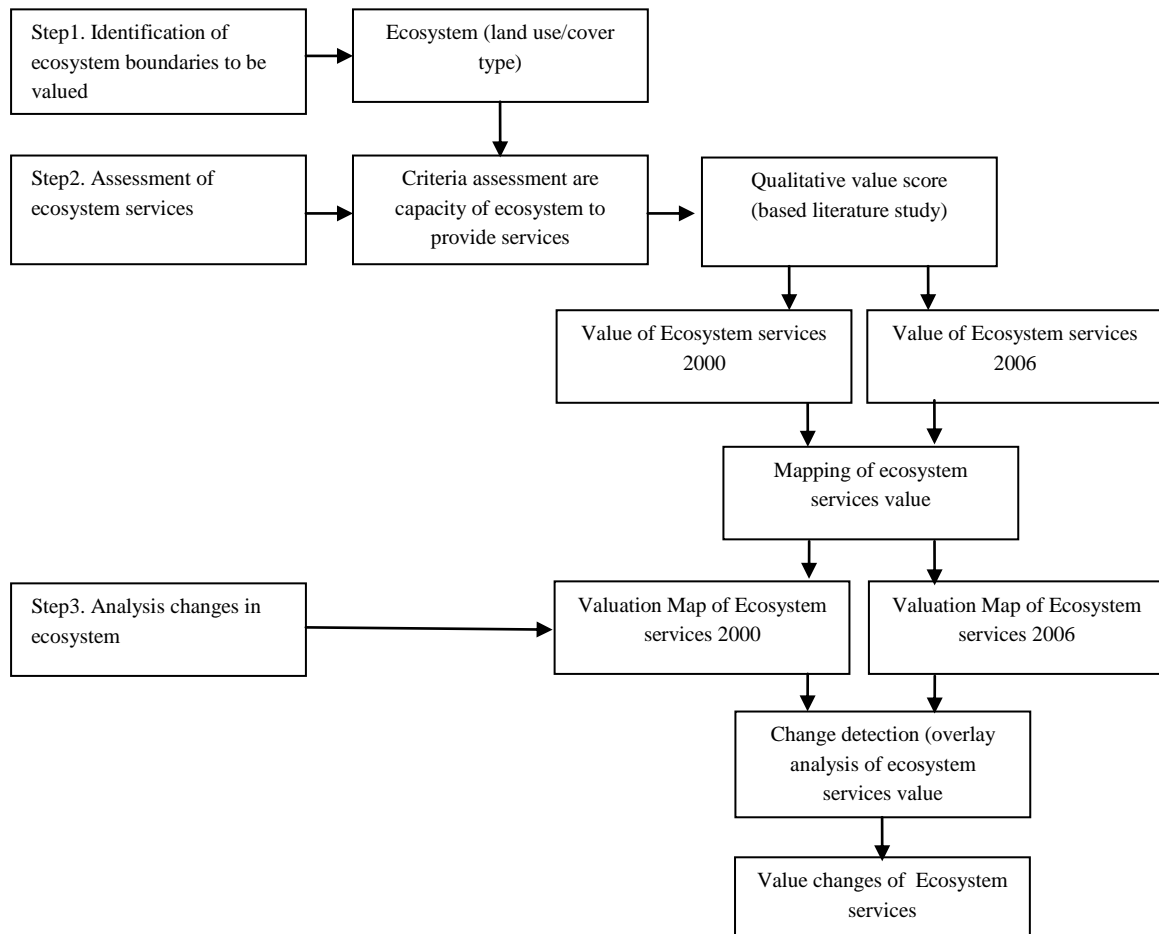 Step1. Identification of
ecosystem boundaries to be
valued
Ecosystem (land use/cover
type)
Step2. Assessment of
ecosystem services
Criteria assessment are
capacity of ecosystem to
provide services
Qualitative value score
(based literature study)
Value of Ecosystem services
2000
Value of Ecosystem services
2006
Mapping of ecosystem
services value
Step3. Analysis changes in
ecosystem
Valuation Map of Ecosystem
services 2000
Valuation Map of Ecosystem
services 2006
Change detection (overlay
analysis of ecosystem
services value
Value changes of  Ecosystem
services